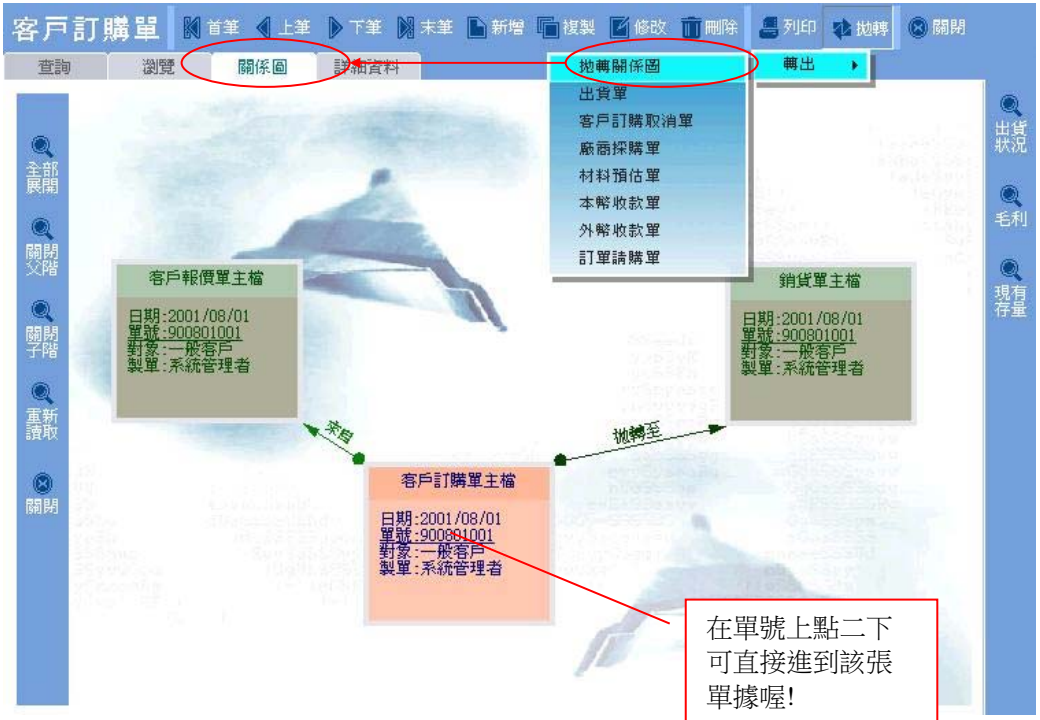 客戶訂購單 首筆 上筆 下筆 末筆 新增 複製 修改 刪除 列印 拋轉 關閉
查詢 瀏覽 關係圖 詳細資料
拋轉關係圖
出貨單
客戶訂購取消單
廠商採購單
材料預估單
本幣收款單
外幣收款單
訂單請購單
轉出
全部
展開
關閉
父階
關閉
子階
重新
讀取
關閉
出貨
狀況
毛利
現有
存量
客戶報價單主檔
日期:2001/08/01
單號:900801001
對象:一般客戶
製單:系統管理者
銷貨單主檔
日期:2001/08/01
單號:900801001
對象:一般客戶
製單:系統管理者
來自
拋轉至
客戶訂購單主檔
日期:2001/08/01
單號:900801001
對象:一般客戶
製單:系統管理者
在單號上點二下
可直接進到該張
單據喔!